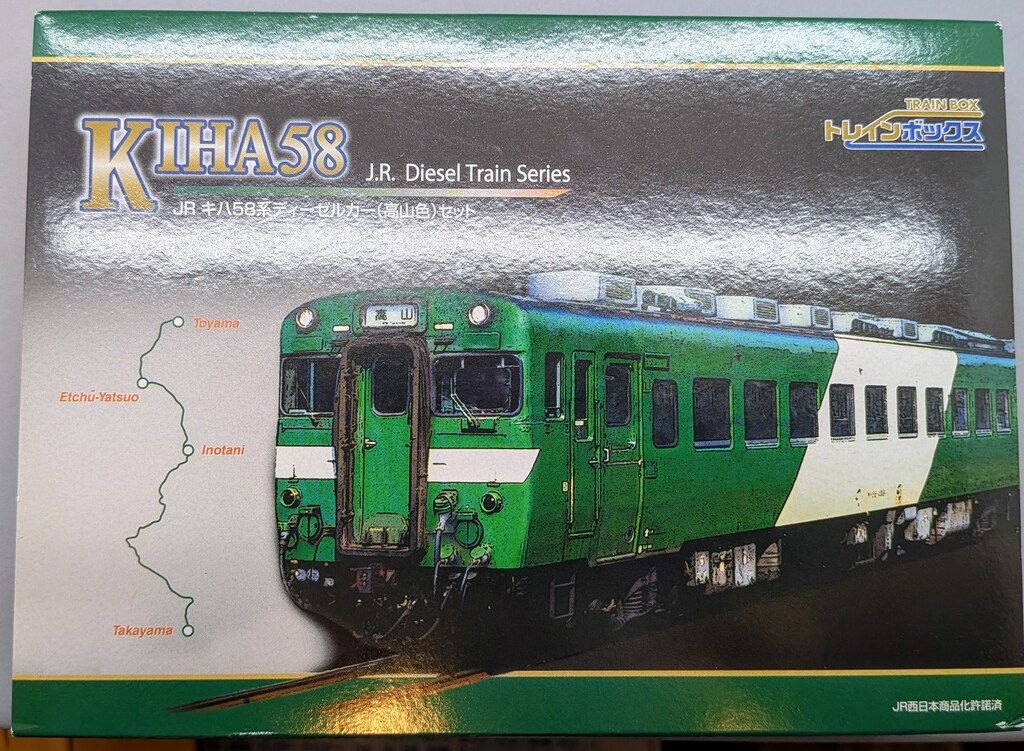 TRAIN BOX
トレインボックス
KIHA58
J.R. Diesel Train Series
JR キハ58系ディーゼルカー(高山色)セット
高山
Toyama
Etchū-Yatsuo
Inotani
Takayama
JR西日本商品化許諾済